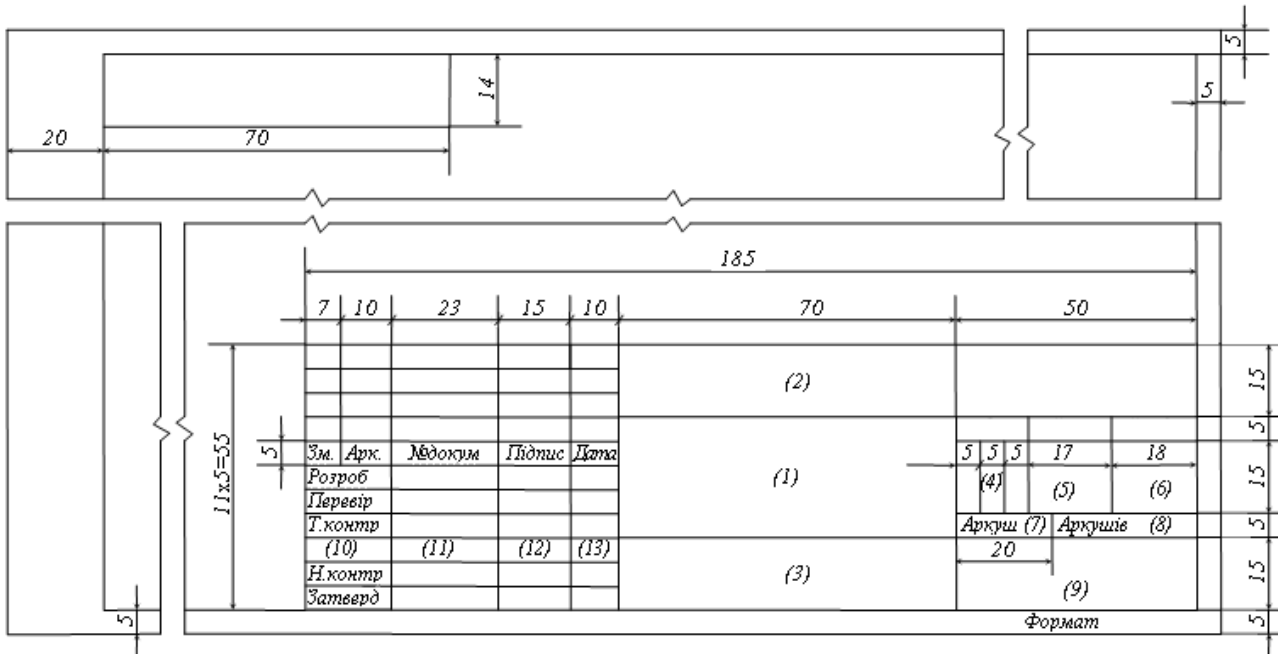 5
14
5
20 70
185
7 10 23 15 10 70 50
(2)
15
5
11х5=55
5
Зм. Арк. №докум Підпис Дата
(1)
5 5 5 17 18
15
Розроб
(4) (5) (6)
Перевір
Т.контр
Аркуш (7) Аркушів (8)
5
(10) (11) (12) (13)
20
Н.контр
(3)
15
Затверд
(9)
5
Формат
5